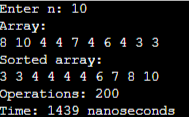 Enter n: 10
Array:
8 10 4 4 7 4 6 4 3 3
Sorted array:
3 3 4 4 4 4 6 7 8 10
Operations: 200
Time: 1439 nanoseconds